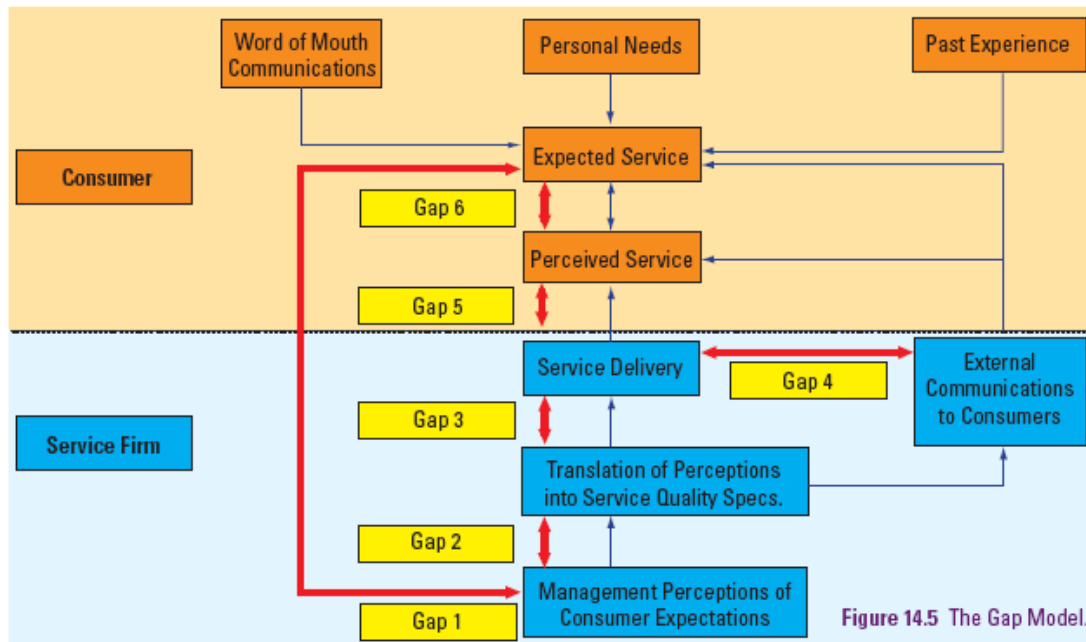 Word of Mouth
Communications
Personal Needs
Past Experience
Expected Service
Consumer
Gap 6
Perceived Service
Gap 5
Service Delivery
Gap 4
External
Communications
to Consumers
Gap 3
Service Firm
Translation of Perceptions
into Service Quality Specs.
Gap 2
Management Perceptions of
Consumer Expectations
Gap 1
Figure 14.5 The Gap Model.